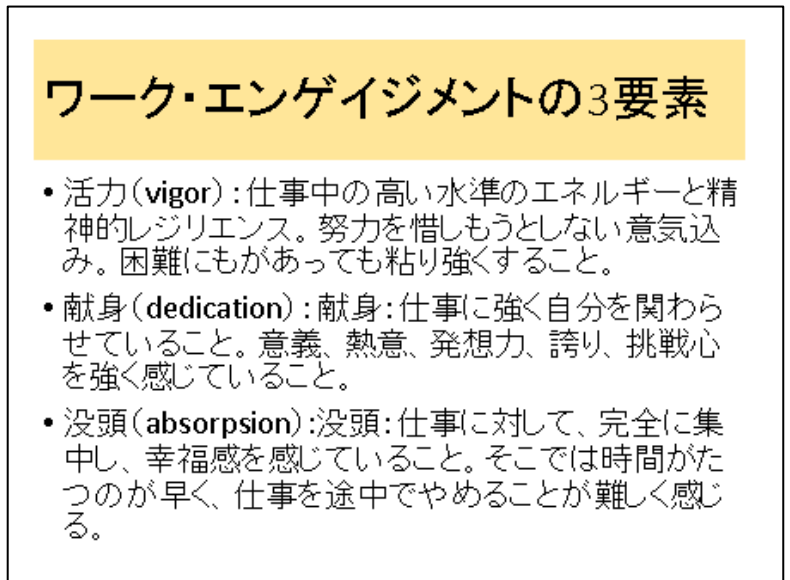 ワーク・エンゲイジメントの3要素
• 活力(vigor):仕事中の高い水準のエネルギーと精
神的レジリエンス。努力を惜しもうとしない意気込
み。困難にもがあっても粘り強くすること。
• 献身(dedication):献身:仕事に強く自分を関わら
せていること。意義、熱意、発想力、誇り、挑戦心
を強く感じていること。
• 没頭(absorpsion):没頭:仕事に対して、完全に集
中し、幸福感を感じていること。そこでは時間がた
つのが早く、仕事を途中でやめることが難しく感じ
る。